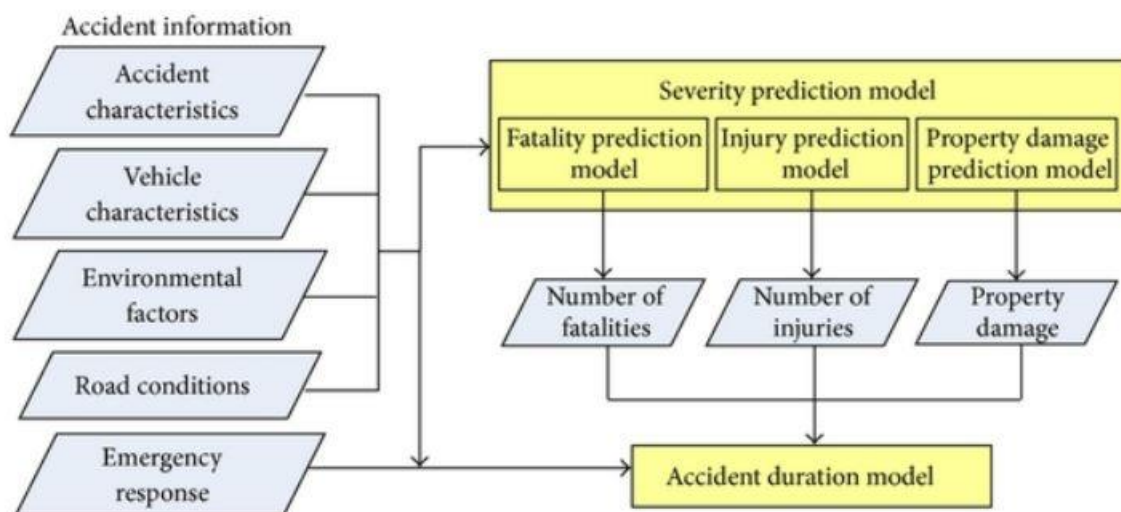 Accident information
Accident
characteristics
Vehicle
characteristics
Environmental
factors
Road conditions
Emergency
response
Severity prediction model
Fatality prediction
model
Injury prediction
model
Property damage
prediction model
Number of
fatalities
Number of
injuries
Property
damage
Accident duration model